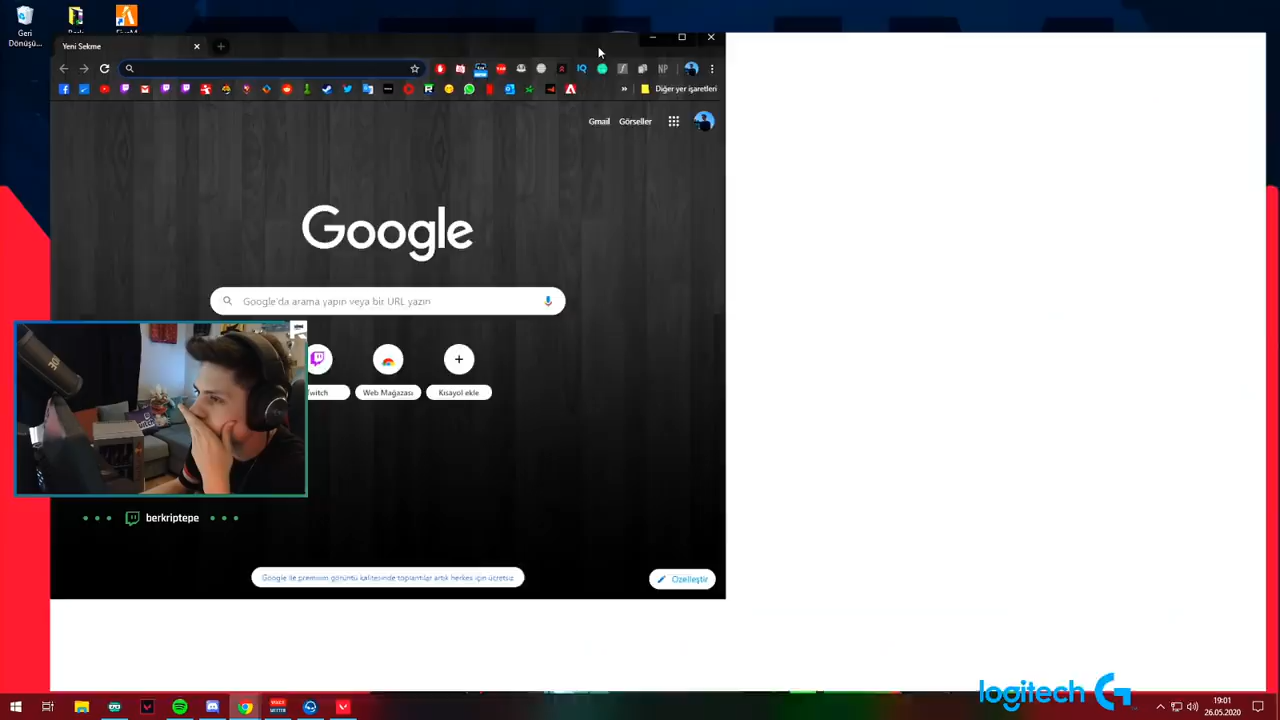 Geri
Dönüşü...
FiveM
Yeni Sekme
NP
Diğer yer işaretleri
Gmail
Görseller
Google
Google'da arama yapın veya bir URL yazın
Web Mağazası
Kısayol ekle
berkriptepe
Google ile premium görüntü kalitesinde toplantılar artık herkes için ücretsiz
Özelleştir
logitech G
19:01
26.05.2020